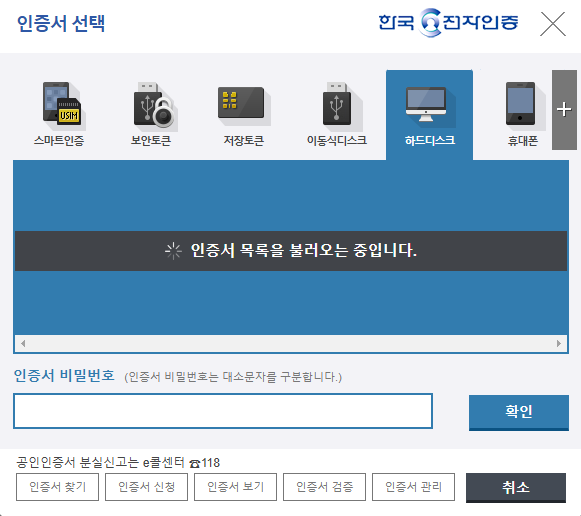 인증서 선택
한국전자인증
스마트인증 보안토큰 저장토큰 이동식디스크 하드디스크 휴대폰 +
USIM
인증서 목록을 불러오는 중입니다.
인증서 비밀번호 (인증서 비밀번호는 대소문자를 구분합니다.)
확인
공인인증서 분실신고는 e콜센터 ☎118
인증서 찾기 인증서 신청 인증서 보기 인증서 검증 인증서 관리 취소